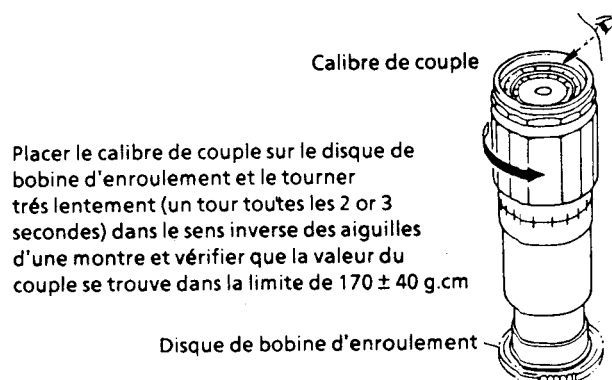 Calibre de couple
Placer le calibre de couple sur le disque de
bobine d'enroulement et le tourner
trés lentement (un tour toutes les 2 or 3
secondes) dans le sens inverse des aiguilles
d'une montre et vérifier que la valeur du
couple se trouve dans la limite de 170 ± 40 g.cm
Disque de bobine d'enroulement